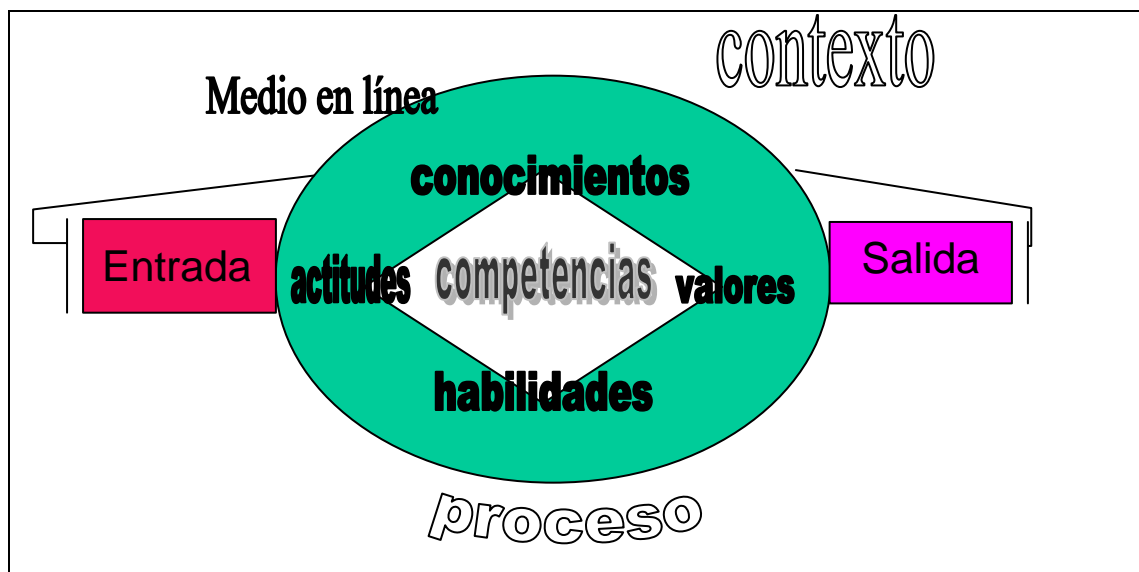 contexto
Medio en línea
conocimientos
Entrada
actitudes
competencias
valores
Salida
habilidades
proceso